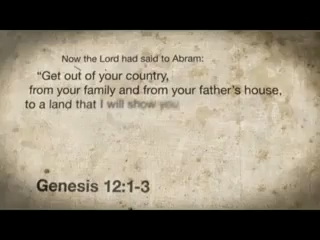 Now the Lord had said to Abram:
“Get out of your country,
from your family and from your father’s house,
to a land that I will show you
Genesis 12:1-3